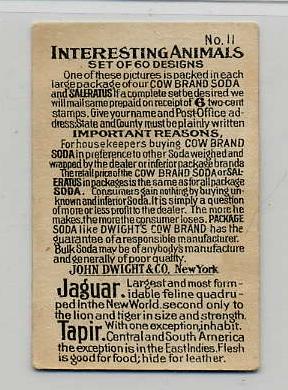 No. 11
INTERESTING ANIMALS
SET OF 60 DESIGNS
One of these pictures is packed in each
large package of our COW BRAND SODA
and SALERATUS If a complete set be desired we
will mail same prepaid on receipt of 6 two-cent
stamps. Give your name and Post-Office ad-
dress, State and County must be plainly written
IMPORTANT REASONS,
For housekeepers buying COW BRAND
SODA in preference to other Soda weighed and
wrapped by the dealer or inferior package brands
The retail price of the COW BRAND SODA or SAL-
ERATUS in packages is the same as for all package
SODA. Consumers gain nothing by buying un-
known and inferior Soda. It is simply a question
of more or less profit to the dealer. The more he
makes, the more the consumer loses. PACKAGE
SODA like DWIGHT'S COW BRAND has the
guarantee of a responsible manufacturer.
Bulk Soda may be of anybody's manufacture
and generally of poor quality.
JOHN DWIGHT & CO, New York
Jaguar. Largest and most form-
idable feline quadru-
ped in the New World, second only to
the lion and tiger in size and strength.
Tapir. With one exception, inhabit.
Central and South America
the exception is in the East Indies. Flesh
is good for food; hide for leather.